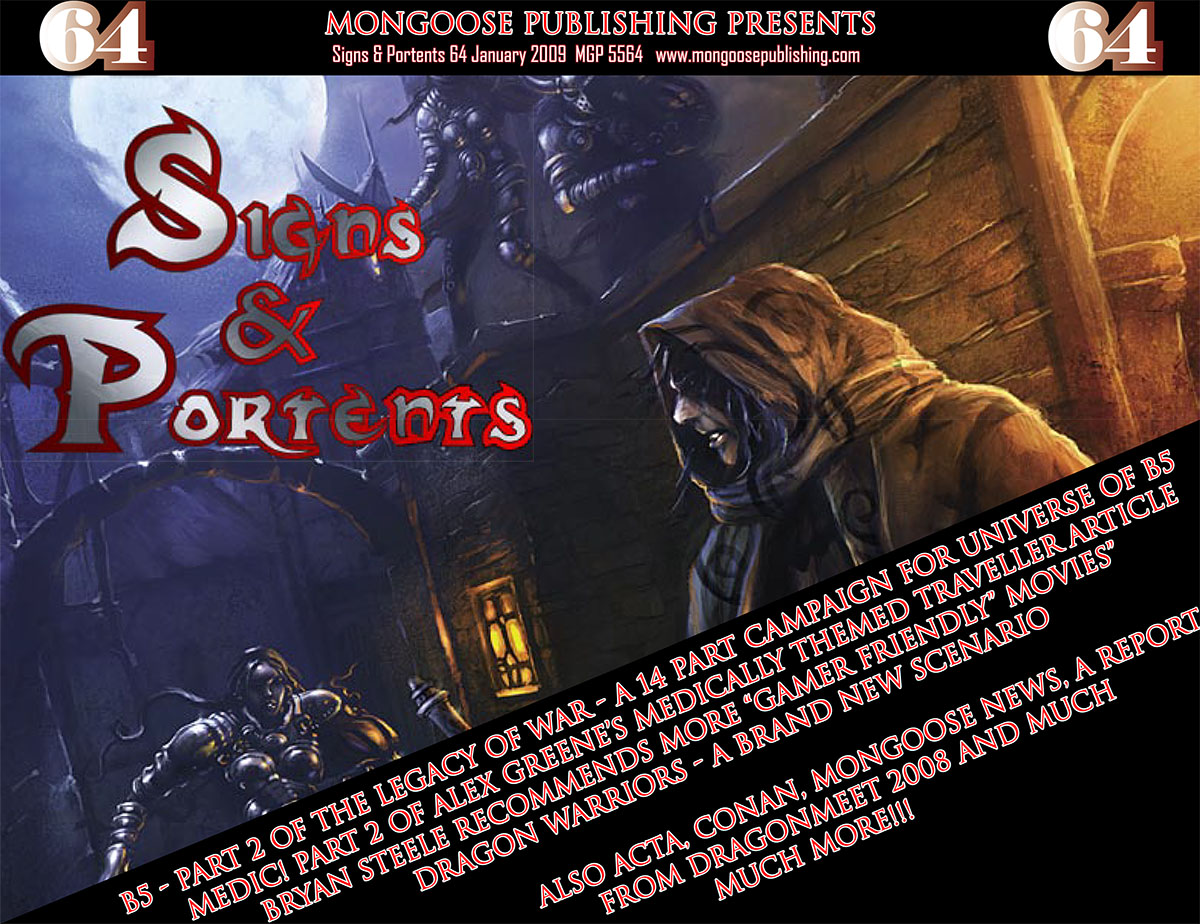 64
MONGOOSE PUBLISHING PRESENTS
64
Signs & Portents 64 January 2009 MGP 5564 www.mongoosepublishing.com
Signs
&
Portents
B5 - PART 2 OF THE LEGACY OF WAR - A 14 PART CAMPAIGN FOR UNIVERSE OF B5
MEDIC! PART 2 OF ALEX GREENE'S MEDICALLY THEMED TRAVELLER ARTICLE
BRYAN STEELE RECOMMENDS MORE "GAMER FRIENDLY" MOVIES"
DRAGON WARRIORS - A BRAND NEW SCENARIO
ALSO ACTA, CONAN, MONGOOSE NEWS, A REPORT
FROM DRAGONMEET 2008 AND MUCH
MUCH MORE!!!